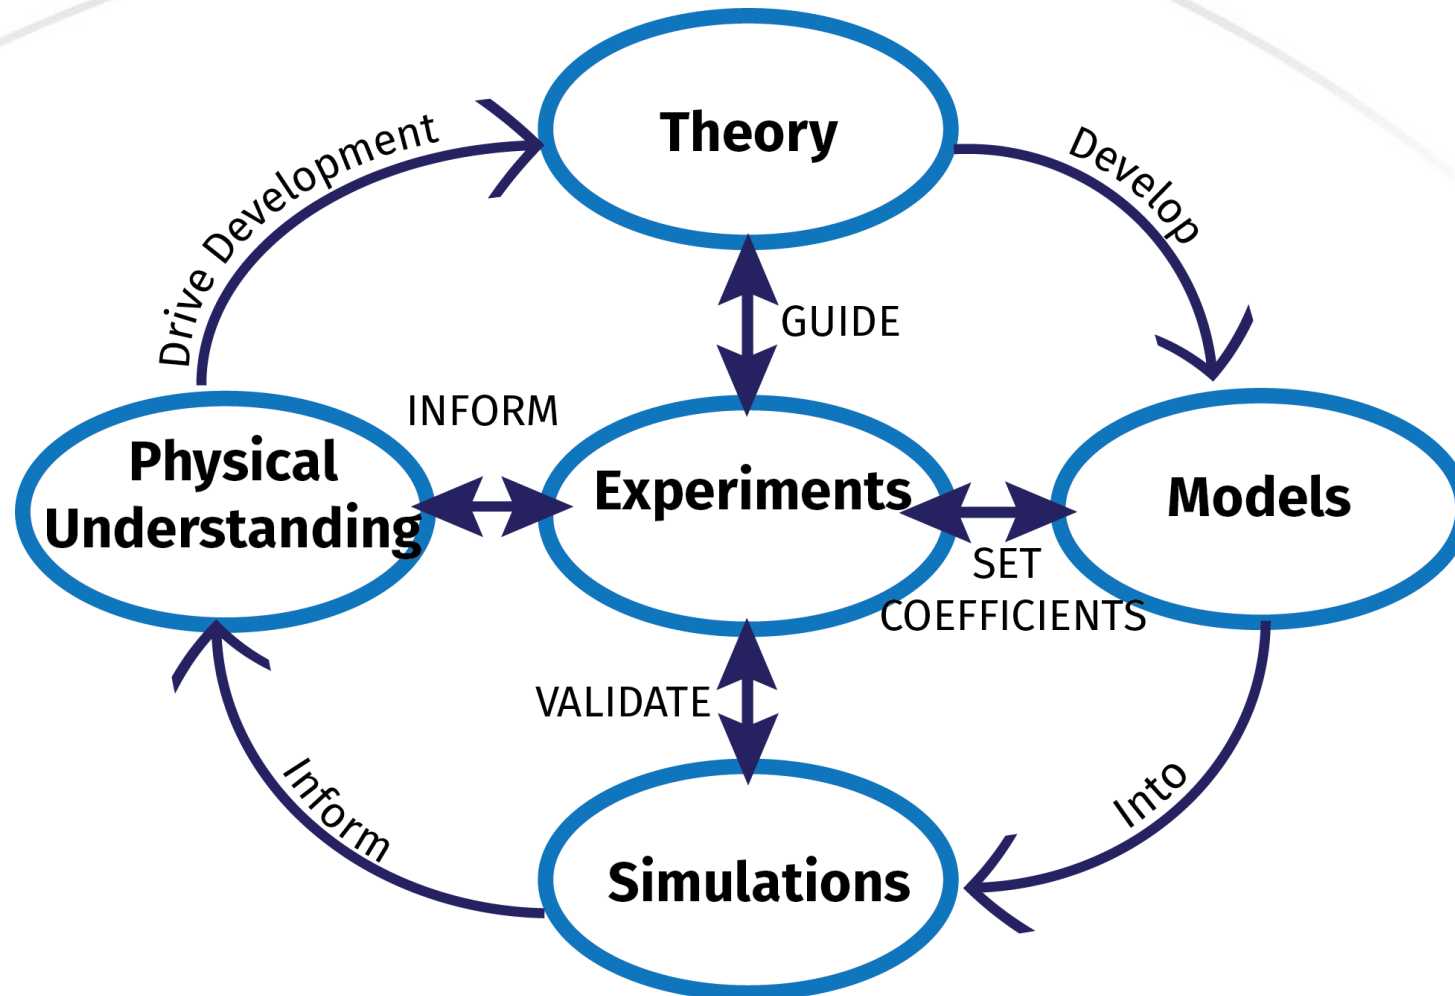 Theory
Drive Development
Develop
GUIDE
INFORM
Physical
Understanding
Experiments
Models
SET
COEFFICIENTS
VALIDATE
Inform
Into
Simulations